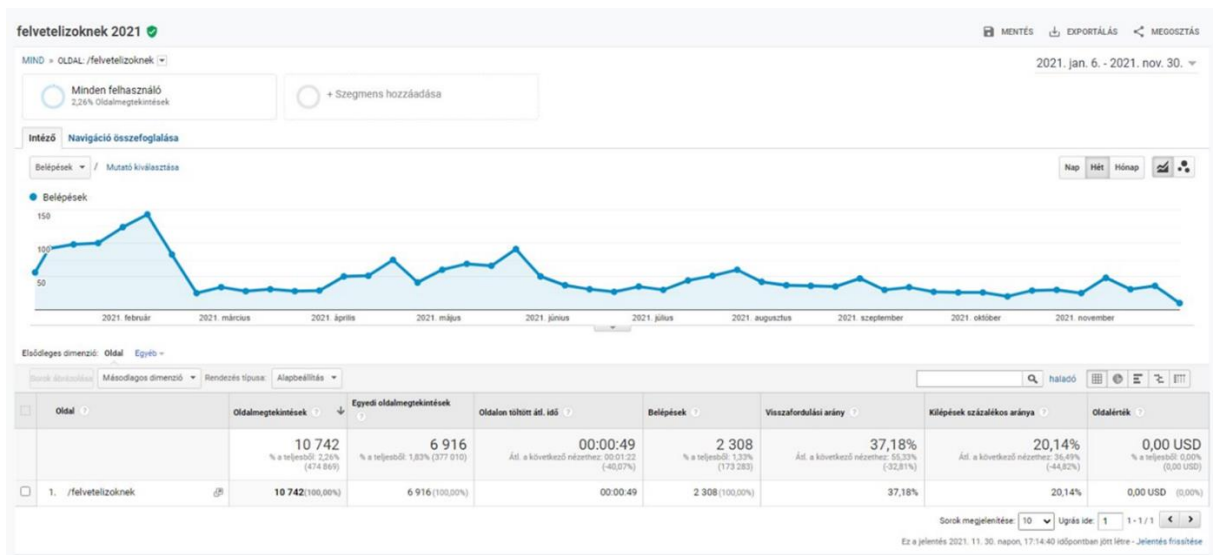 felvetelizoknek 2021
MENTÉS EXPORTÁLÁS MEGOSZTÁS
MIND » OLDAL: /felvetelizoknek
2021. jan. 6. - 2021. nov. 30.
Minden felhasználó
2,26% Oldalmegtekintések
+ Szegmens hozzáadása
Intéző Navigáció összefoglalása
Belépések / Mutató kiválasztása
Nap Hét Hónap
Belépések
150
100
50
2021. február 2021. március 2021. április 2021. május 2021. június 2021. július 2021. augusztus 2021. szeptember 2021. október 2021. november
Elsődleges dimenzió: Oldal Egyéb
Sorok ábrázolása Másodlagos dimenzió Rendezés típusa: Alapbeállítás
haladó
Oldal ? Oldalmegtekintések ? ↓ Egyedi oldalmegtekintések ? Oldalon töltött átl. idő ? Belépések ? Visszafordulási arány ? Kilépések százalékos aránya ? Oldalérték ?
10 742 6 916 00:00:49 2 308 37,18% 20,14% 0,00 USD
% a teljesből: 2,26% % a teljesből: 1,83% (377 010) Átl. a következő nézethez: 00:01:22 % a teljesből: 1,33% Átl. a következő nézethez: 55,33% Átl. a következő nézethez: 36,49% % a teljesből: 0,00%
(474 869) (-40,07%) (173 283) (-32,81%) (-44,82%) (0,00 USD)
1. /felvetelizoknek 10 742(100,00%) 6 916(100,00%) 00:00:49 2 308(100,00%) 37,18% 20,14% 0,00 USD (0,00%)
Sorok megjelenítése: 10 Ugrás ide: 1 1 - 1 / 1 < >
Ez a jelentés 2021. 11. 30. napon, 17:14:40 időpontban jött létre - Jelentés frissítése